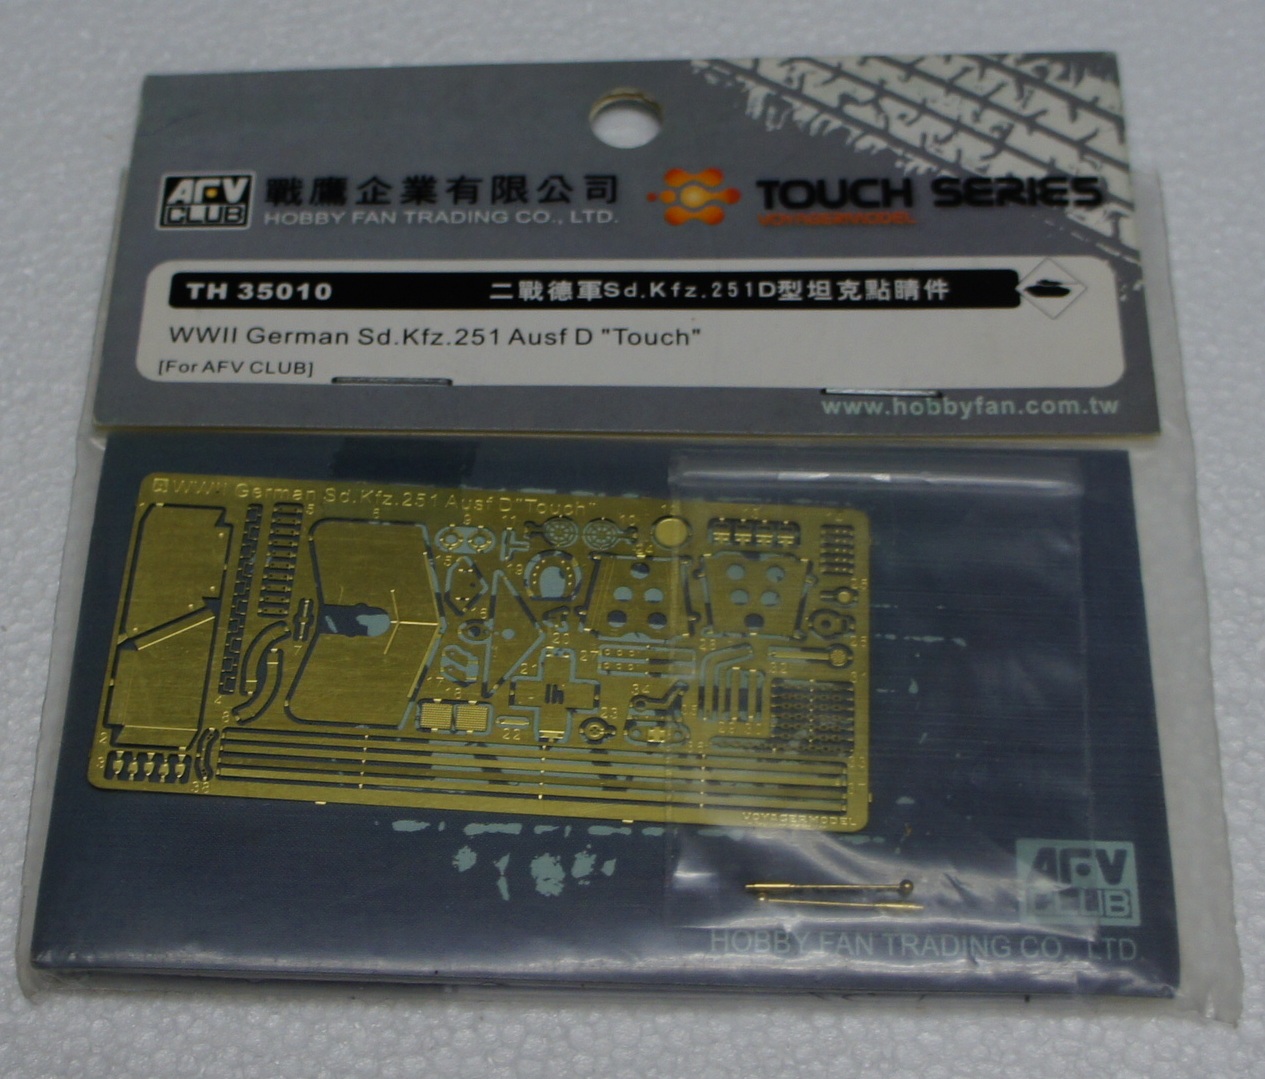 AFV CLUB
戰鷹企業有限公司
HOBBY FAN TRADING CO., LTD.
TOUCH SERIES
VOYAGERMODEL
TH 35010
二戰德軍Sd.Kfz.251D型坦克點睛件
WWII German Sd.Kfz.251 Ausf D "Touch"
[For AFV CLUB]
www.hobbyfan.com.tw
WWII German Sd.Kfz.251 Ausf D"Touch"
VOYAGERMODEL
AFV CLUB
HOBBY FAN TRADING CO., LTD.